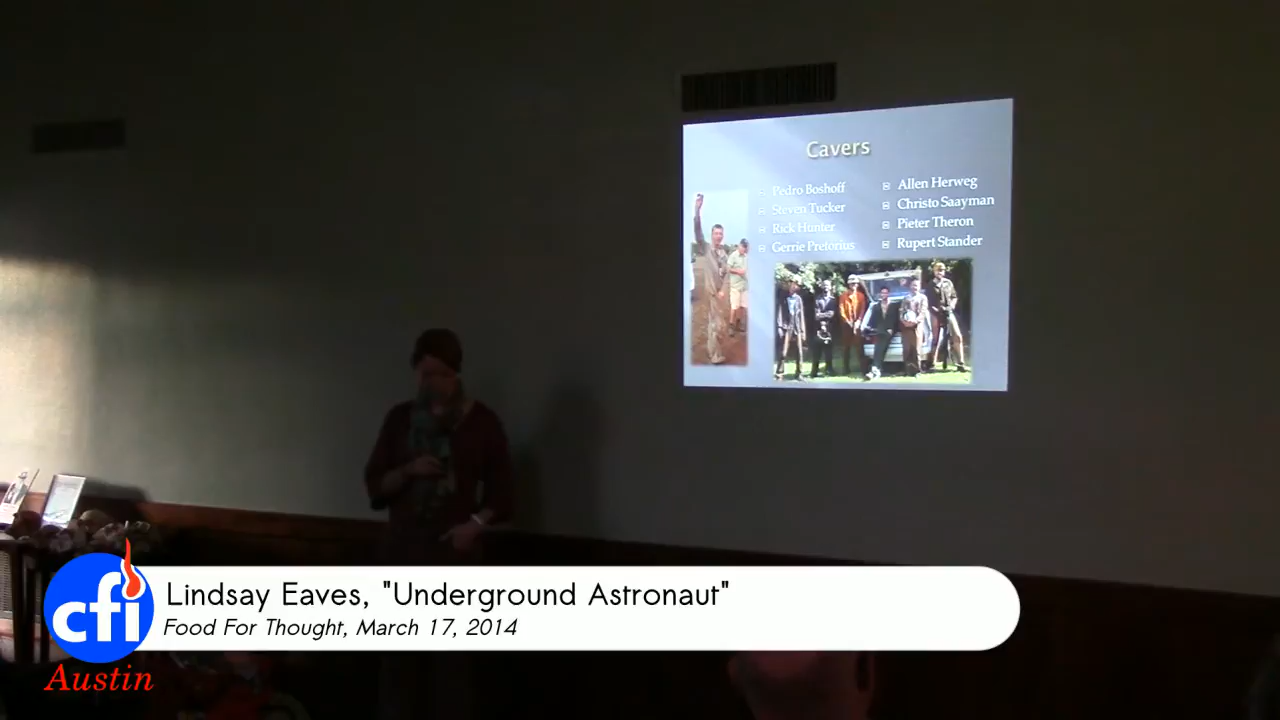 Cavers
Pedro Boshoff
Steven Tucker
Rick Hunter
Gerrie Pretorius
Allen Herweg
Christo Saayman
Pieter Theron
Rupert Stander
cfi
Austin
Lindsay Eaves, "Underground Astronaut"
Food For Thought, March 17, 2014